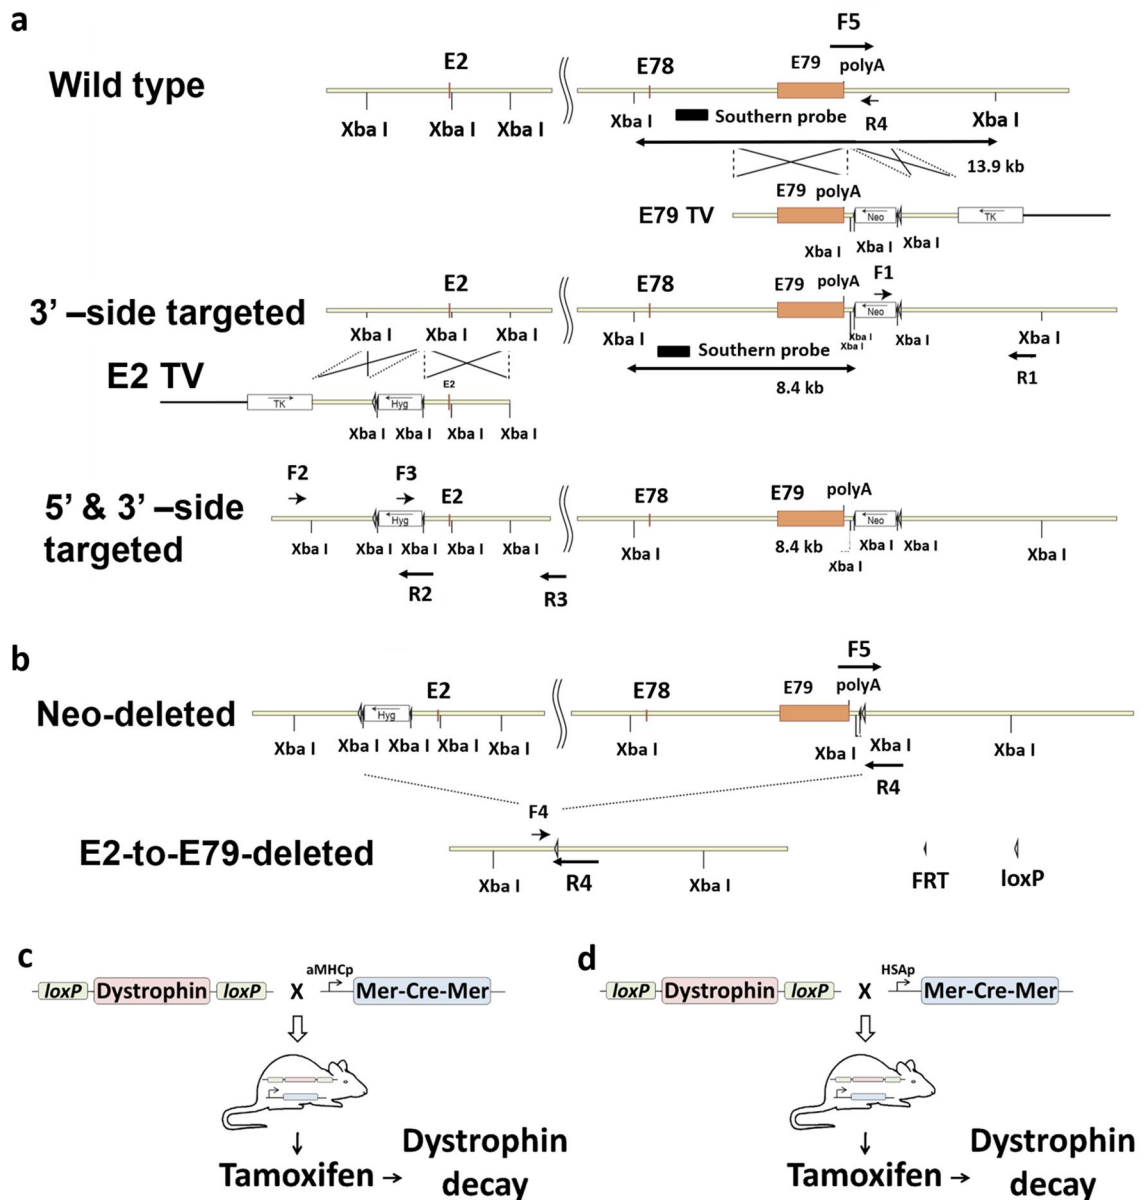 a
F5
E2
E78
E79
polyA
Wild type
Xba I Xba I Xba I
Xba I
Southern probe
R4
Xba I
13.9 kb
E79 polyA
E79 TV
Neo
TK
Xba I Xba I Xba I
F1
E2
E78
E79 polyA
3’ –side targeted
Neo
Xba I Xba I Xba I
Xba I
Xba I
Xba I
Xba I
Xba I
Southern probe
R1
8.4 kb
E2 TV
E2
TK
Hyg
Xba I Xba I Xba I Xba I
F2 F3
E2
E78
E79 polyA
5’ & 3’ –side
targeted
Hyg
Neo
Xba I Xba I Xba I Xba I Xba I
Xba I
8.4 kb
Xba I Xba I
Xba I
Xba I
R2
R3
b
F5
E2
E78
E79
polyA
Neo-deleted
Hyg
Xba I Xba I Xba I Xba I Xba I
Xba I
Xba I Xba I
Xba I
R4
F4
E2-to-E79-deleted
Xba I
R4
Xba I
FRT
loxP
c
loxP Dystrophin loxP X
aMHCp
Mer-Cre-Mer
Tamoxifen
Dystrophin
decay
d
loxP Dystrophin loxP X
HSAp
Mer-Cre-Mer
Tamoxifen
Dystrophin
decay